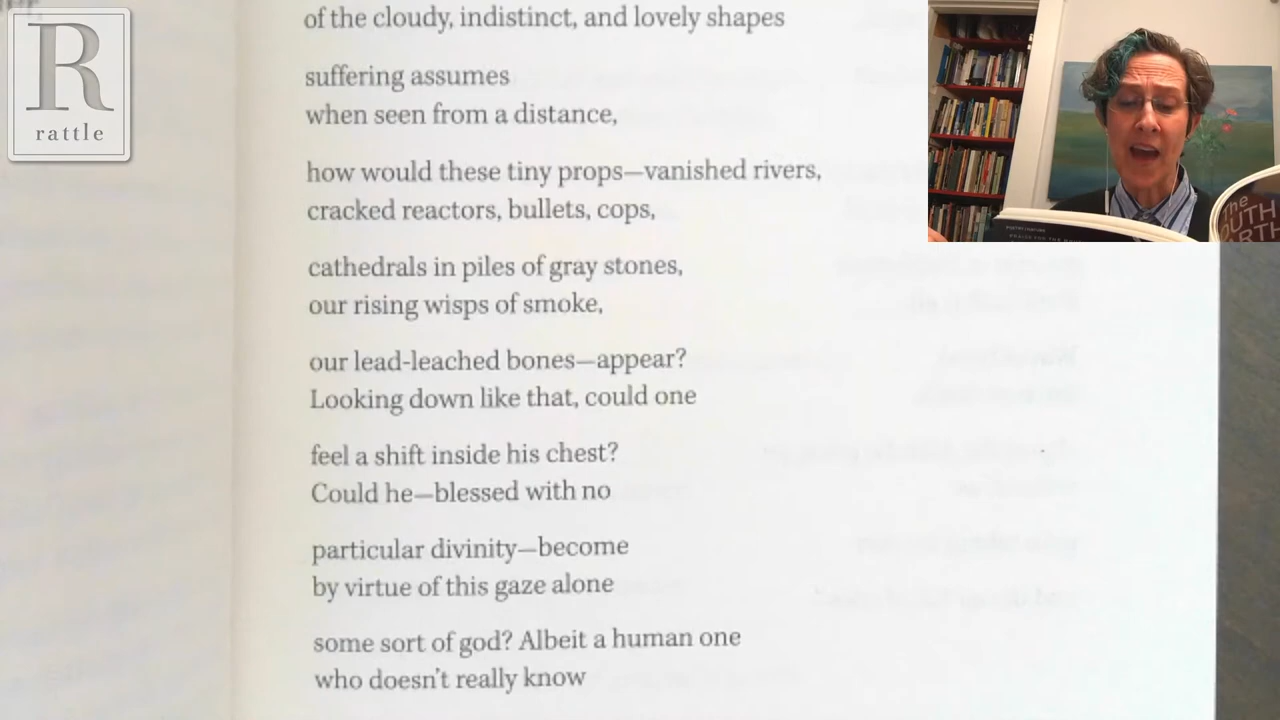 R
rattle
of the cloudy, indistinct, and lovely shapes
suffering assumes
when seen from a distance,
how would these tiny props—vanished rivers,
cracked reactors, bullets, cops,
cathedrals in piles of gray stones,
our rising wisps of smoke,
our lead-leached bones—appear?
Looking down like that, could one
feel a shift inside his chest?
Could he—blessed with no
particular divinity—become
by virtue of this gaze alone
some sort of god? Albeit a human one
who doesn't really know
The